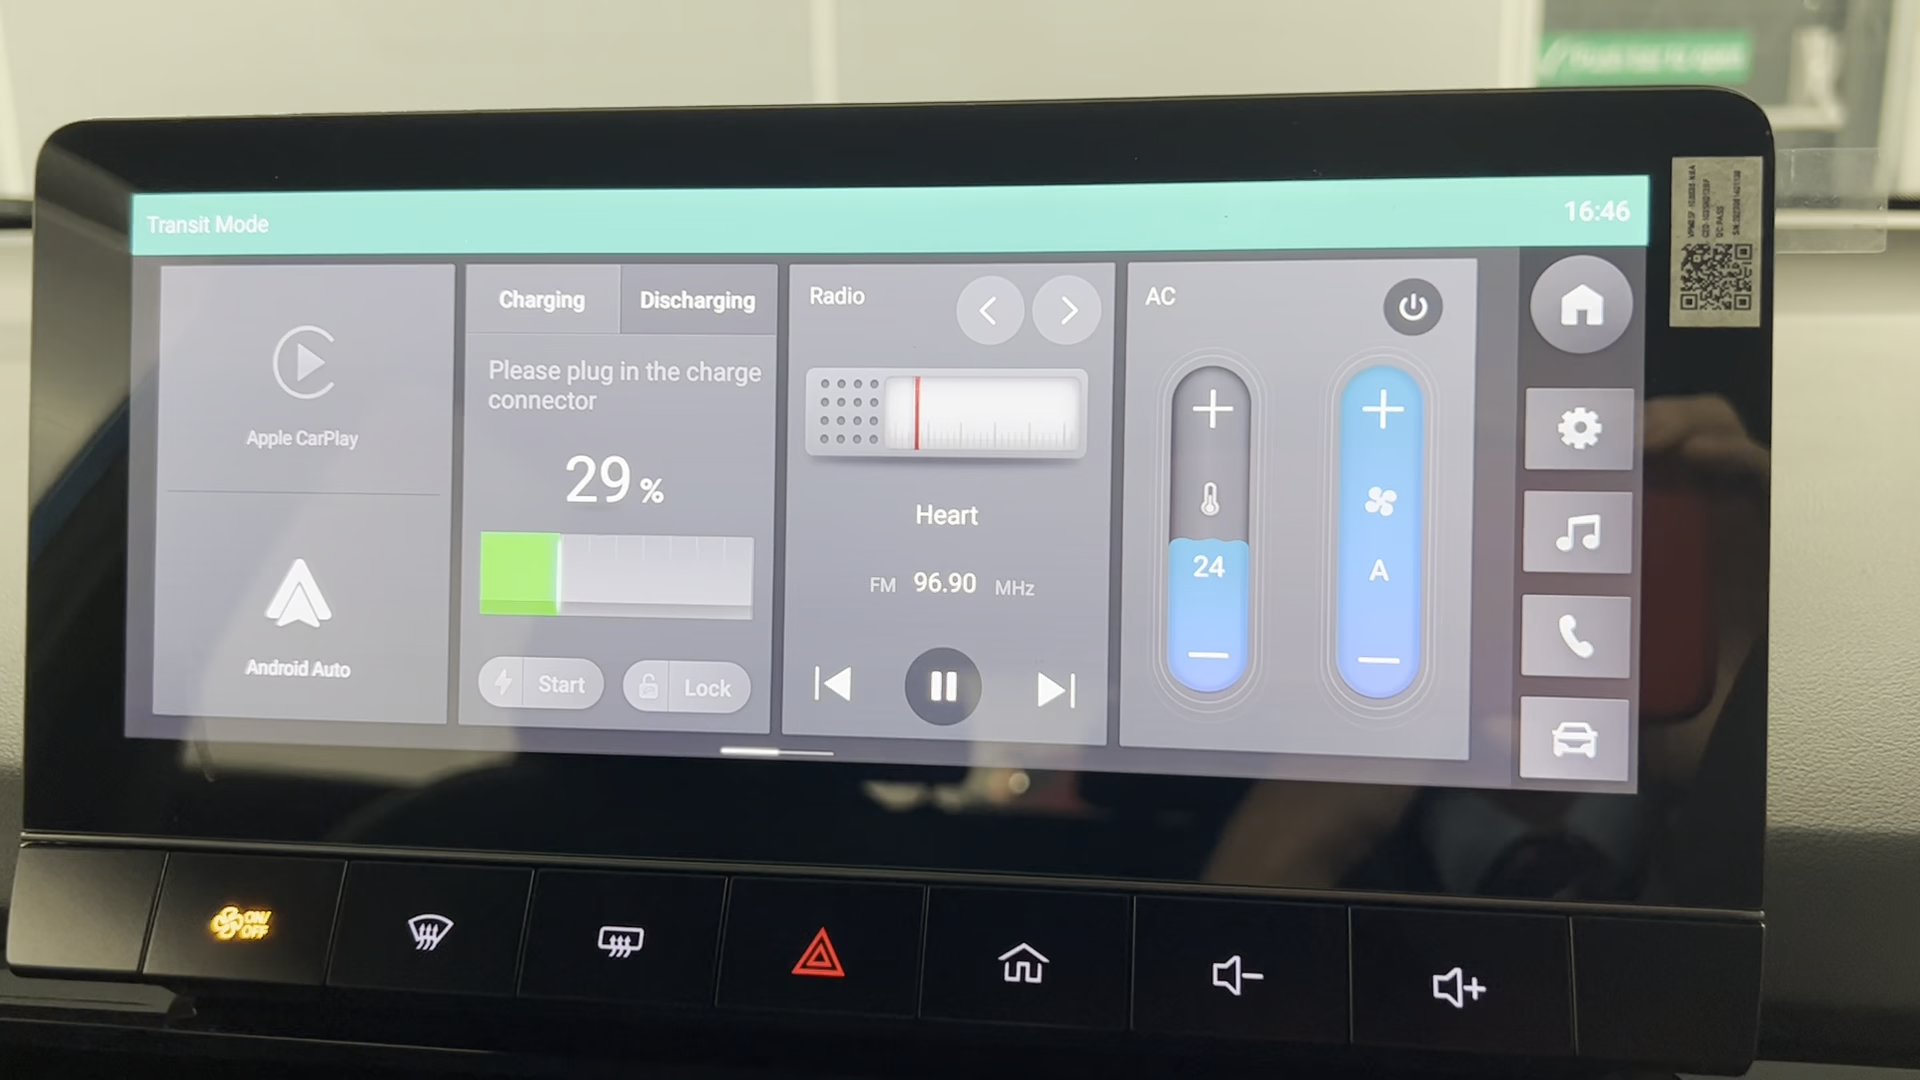 Transit Mode
16:46
Apple CarPlay
Android Auto
Charging
Discharging
Please plug in the charge
connector
29 %
Start
Lock
Radio
Heart
FM 96.90 MHz
AC
24
A
ON/
OFF